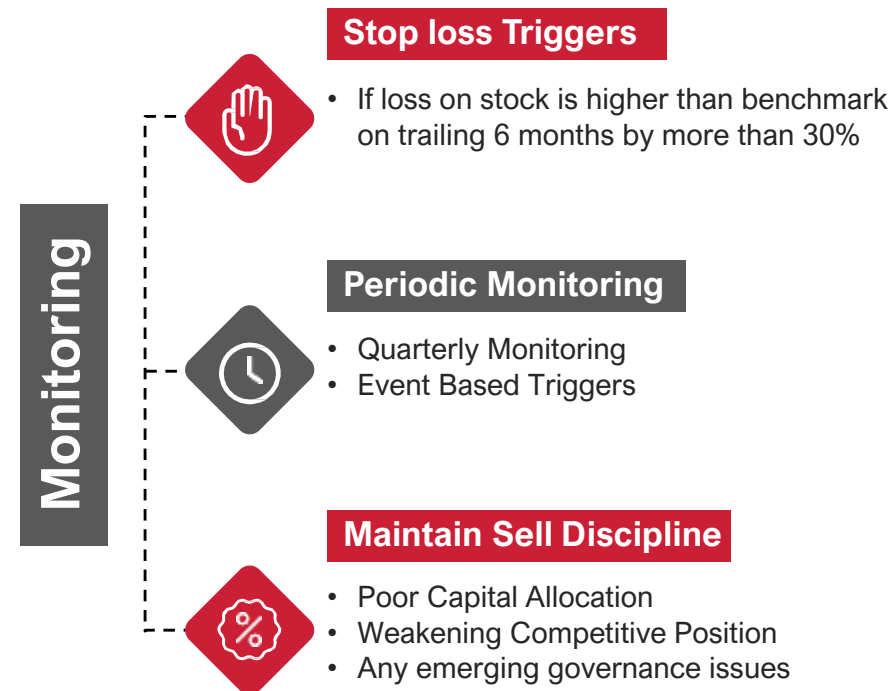 Monitoring
Stop loss Triggers
• If loss on stock is higher than benchmark
on trailing 6 months by more than 30%
Periodic Monitoring
• Quarterly Monitoring
• Event Based Triggers
Maintain Sell Discipline
%
• Poor Capital Allocation
• Weakening Competitive Position
• Any emerging governance issues